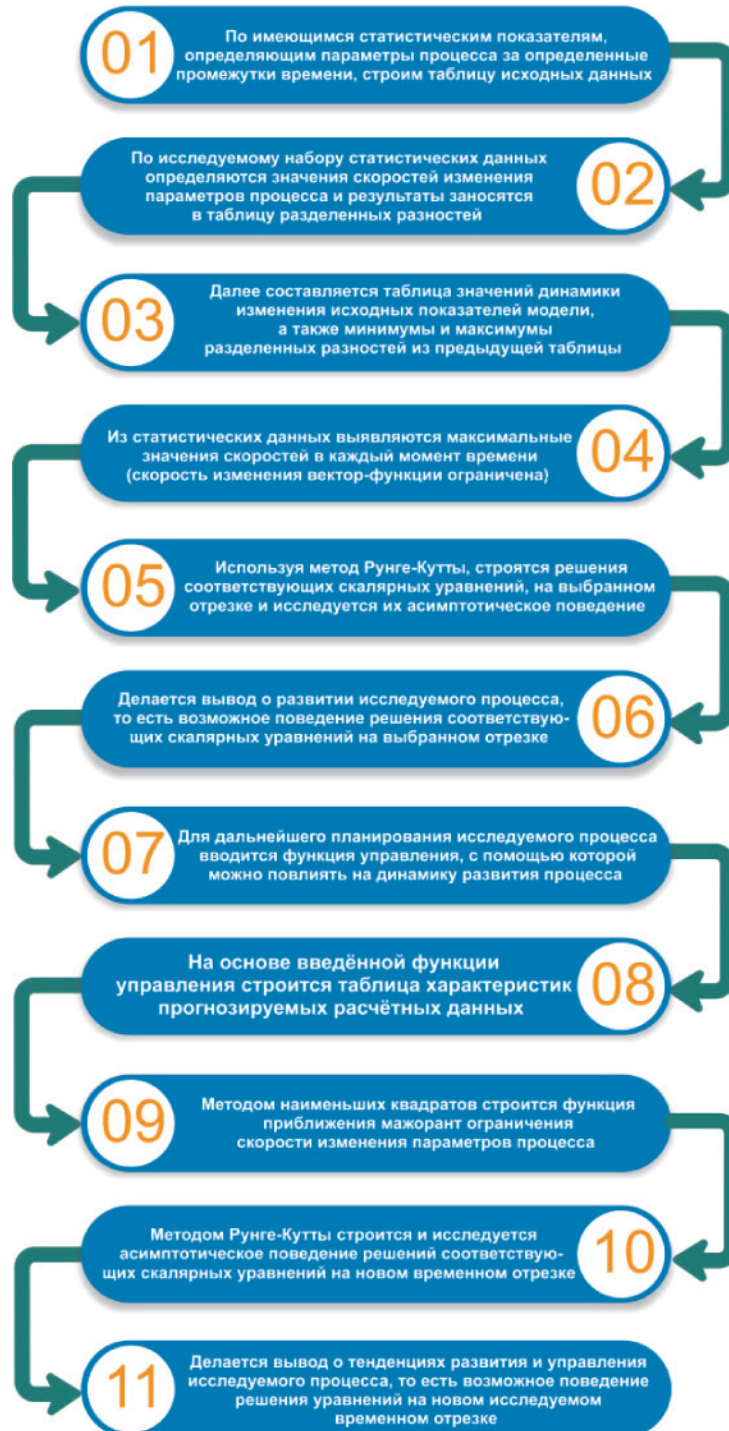 01
По имеющимся статистическим показателям,
определяющим параметры процесса за определенные
промежутки времени, строим таблицу исходных данных
По исследуемому набору статистических данных
определяются значения скоростей изменения
параметров процесса и результаты заносятся
в таблицу разделенных разностей
02
03
Далее составляется таблица значений динамики
изменения исходных показателей модели,
а также минимумы и максимумы
разделенных разностей из предыдущей таблицы
Из статистических данных выявляются максимальные
значения скоростей в каждый момент времени
(скорость изменения вектор-функции ограничена)
04
05
Используя метод Рунге-Кутты, строятся решения
соответствующих скалярных уравнений, на выбранном
отрезке и исследуется их асимптотическое поведение
Делается вывод о развитии исследуемого процесса,
то есть возможное поведение решения соответствую-
щих скалярных уравнений на выбранном отрезке
06
07
Для дальнейшего планирования исследуемого процесса
вводится функция управления, с помощью которой
можно повлиять на динамику развития процесса
На основе введённой функции
управления строится таблица характеристик
прогнозируемых расчётных данных
08
09
Методом наименьших квадратов строится функция
приближения мажорант ограничения
скорости изменения параметров процесса
Методом Рунге-Кутты строится и исследуется
асимптотическое поведение решений соответствую-
щих скалярных уравнений на новом временном отрезке
10
11
Делается вывод о тенденциях развития и управления
исследуемого процесса, то есть возможное поведение
решения уравнений на новом исследуемом
временном отрезке